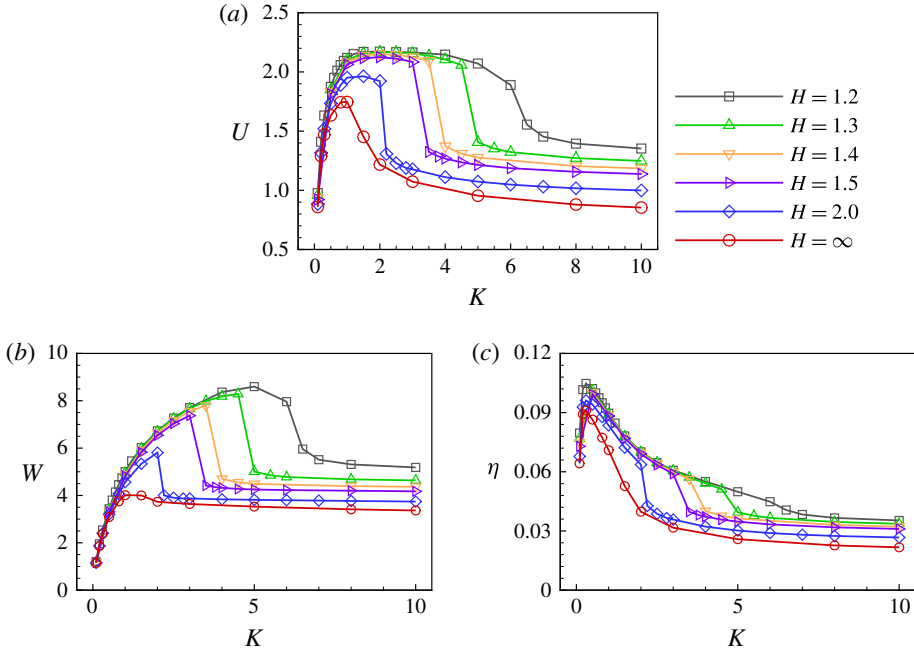 (a)
2.5
2.0
1.5
1.0
0.5
U
0 2 4 6 8 10
K
H = 1.2
H = 1.3
H = 1.4
H = 1.5
H = 2.0
H = ∞
(b)
10
8
6
4
2
0
W
0 5 10
K
(c)
0.12
0.09
0.06
0.03
0
η
0 5 10
K